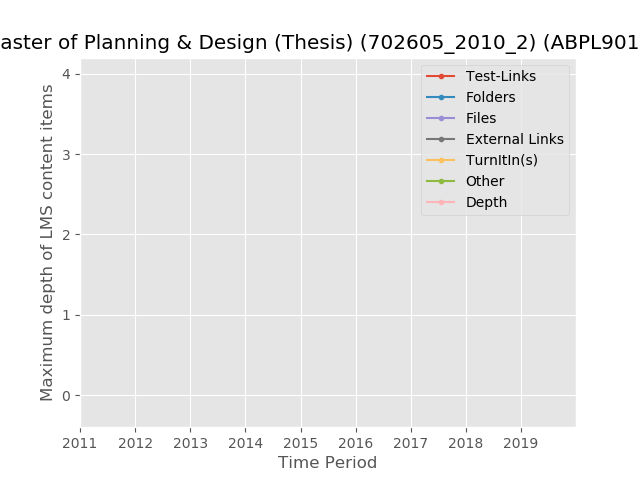 aster of Planning & Design (Thesis) (702605_2010_2) (ABPL901
4
3
2
1
0
Maximum depth of LMS content items
Test-Links
Folders
Files
External Links
TurnItIn(s)
Other
Depth
2011 2012 2013 2014 2015 2016 2017 2018 2019
Time Period